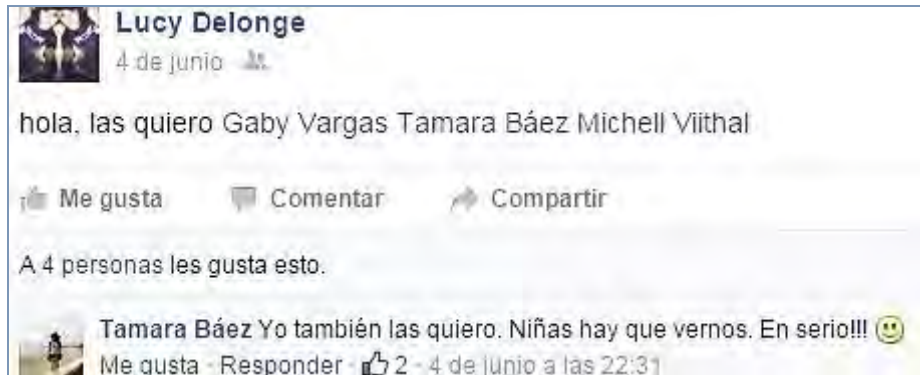 Lucy Delonge
4 de junio
hola, las quiero Gaby Vargas Tamara Báez Michell Viithal
Me gusta Comentar Compartir
A 4 personas les gusta esto.
Tamara Báez Yo también las quiero. Niñas hay que vernos. En serio!!!
Me gusta · Responder · 2 · 4 de junio a las 22:31